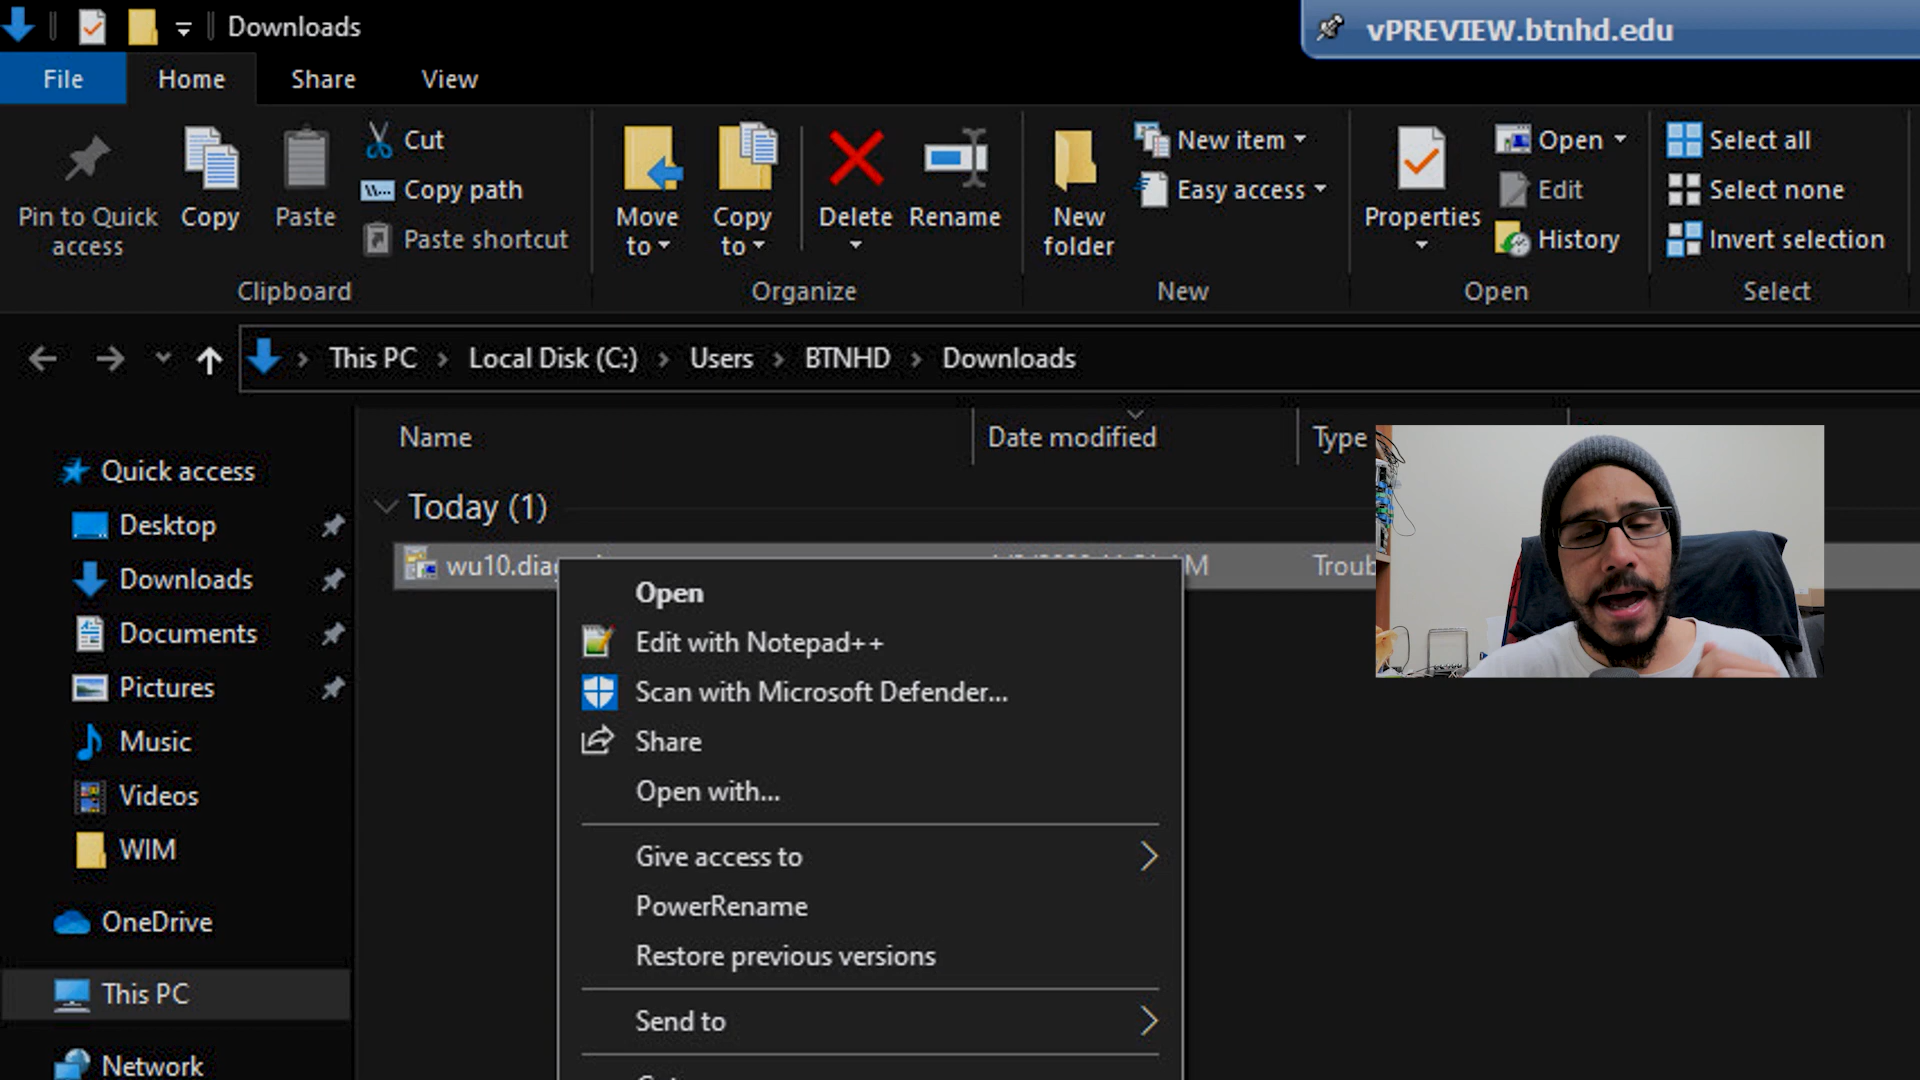 Downloads
vPREVIEW.btnhd.edu
File Home Share View
Pin to Quick access
Copy
Paste
Cut
Copy path
Paste shortcut
Clipboard
Move to
Copy to
Delete
Rename
Organize
New folder
New item
Easy access
New
Properties
Open
Edit
History
Open
Select all
Select none
Invert selection
Select
This PC Local Disk (C:) Users BTNHD Downloads
Name Date modified Type
Quick access
Desktop
Downloads
Documents
Pictures
Music
Videos
WIM
OneDrive
This PC
Network
Today (1)
Open
Edit with Notepad++
Scan with Microsoft Defender...
Share
Open with...
Give access to
PowerRename
Restore previous versions
Send to